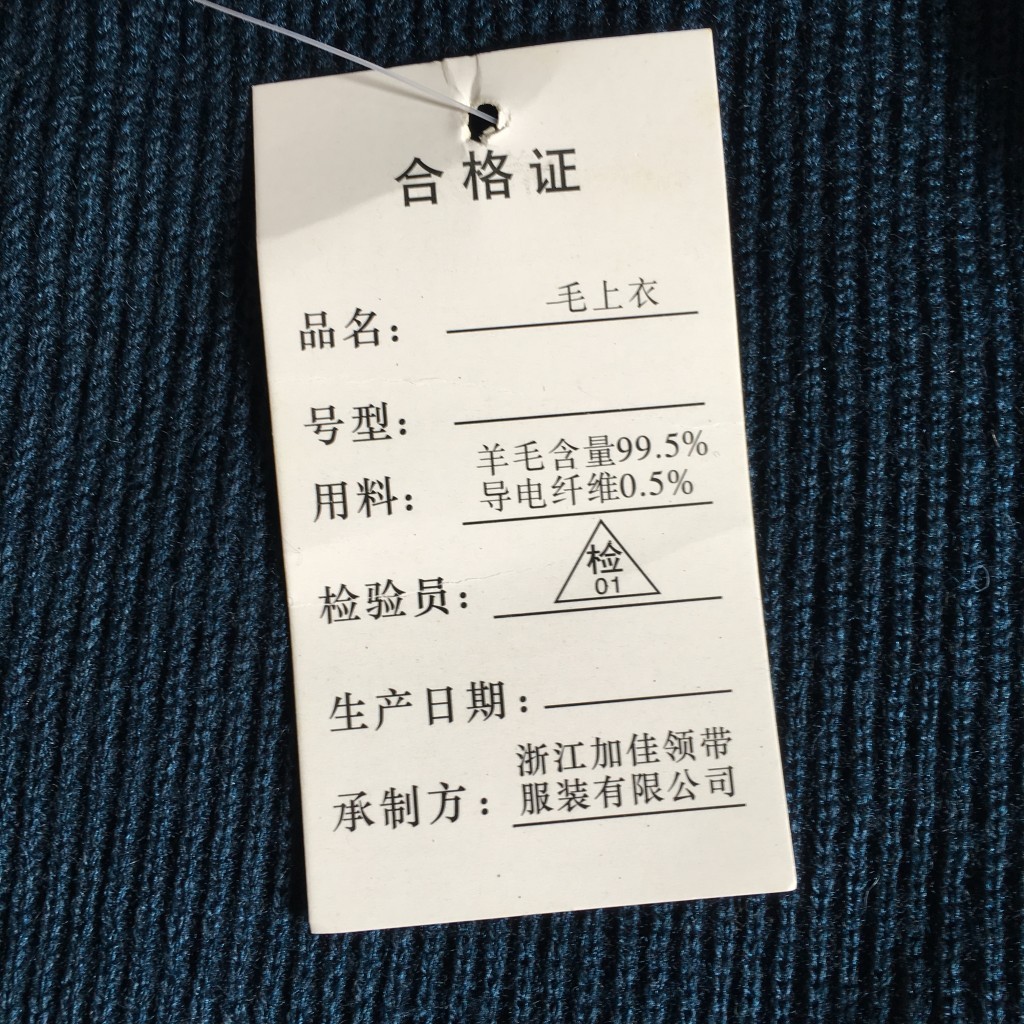 合格证
品名： 毛上衣
号型：
用料： 羊毛含量99.5%
导电纤维0.5%
检验员： 检
01
生产日期：
承制方： 浙江加佳领带
服装有限公司